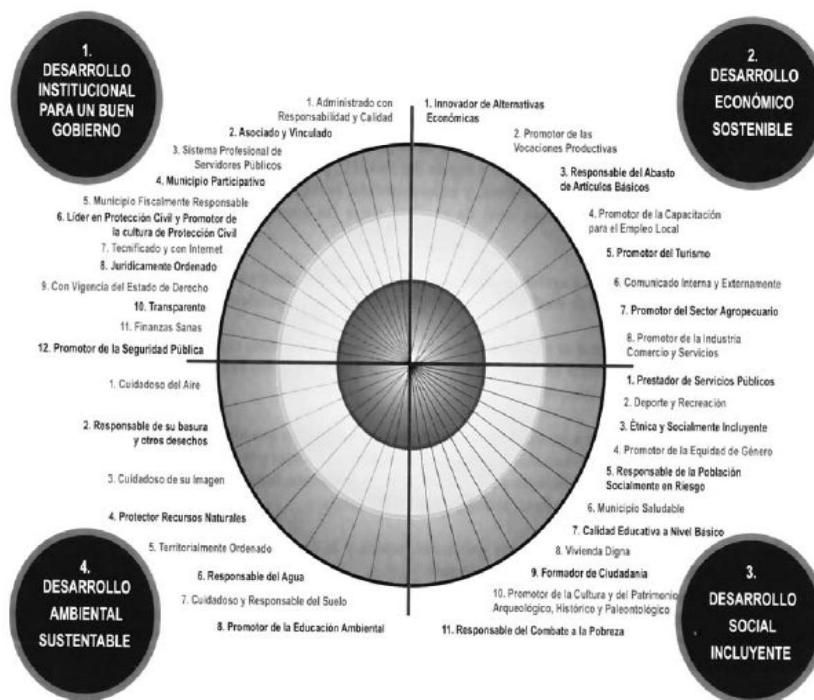 1.
DESARROLLO
INSTITUCIONAL
PARA UN BUEN
GOBIERNO
1. Administrado con
Responsabilidad y Calidad
2. Asociado y Vinculado
3. Sistema Profesional de
Servidores Públicos
4. Municipio Participativo
5. Municipio Fiscalmente Responsable
6. Líder en Protección Civil y Promotor de
la cultura de Protección Civil
7. Tecnificado y con Internet
8. Jurídicamente Ordenado
9. Con Vigencia del Estado de Derecho
10. Transparente
11. Finanzas Sanas
12. Promotor de la Seguridad Pública
2.
DESARROLLO
ECONÓMICO
SOSTENIBLE
1. Innovador de Alternativas
Económicas
2. Promotor de las
Vocaciones Productivas
3. Responsable del Abasto
de Artículos Básicos
4. Promotor de la Capacitación
para el Empleo Local
5. Promotor del Turismo
6. Comunicado Interna y Externamente
7. Promotor del Sector Agropecuario
8. Promotor de la Industria
Comercio y Servicios
1. Prestador de Servicios Públicos
2. Deporte y Recreación
3. Étnica y Socialmente Incluyente
4. Promotor de la Equidad de Género
5. Responsable de la Población
Socialmente en Riesgo
6. Municipio Saludable
7. Calidad Educativa a Nivel Básico
8. Vivienda Digna
9. Formador de Ciudadanía
10. Promotor de la Cultura y del Patrimonio
Arqueológico, Histórico y Paleontológico
11. Responsable del Combate a la Pobreza
3.
DESARROLLO
SOCIAL
INCLUYENTE
1. Cuidadoso del Aire
2. Responsable de su basura
y otros desechos
3. Cuidadoso de su Imagen
4. Protector Recursos Naturales
5. Territorialmente Ordenado
6. Responsable del Agua
7. Cuidadoso y Responsable del Suelo
8. Promotor de la Educación Ambiental
4.
DESARROLLO
AMBIENTAL
SUSTENTABLE